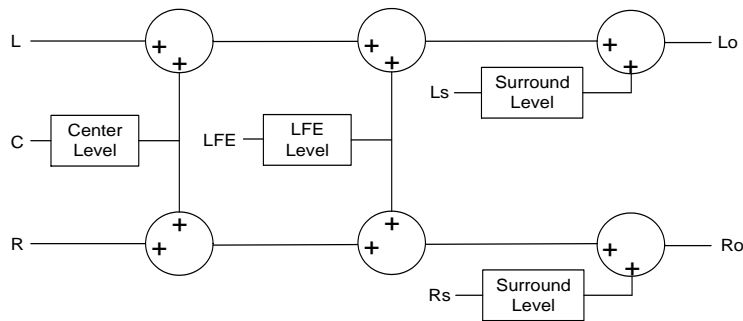 L
+
+
+
+
+
+
Lo
Ls
Surround
Level
C
Center
Level
LFE
LFE
Level
R
+
+
+
+
+
+
Ro
Rs
Surround
Level